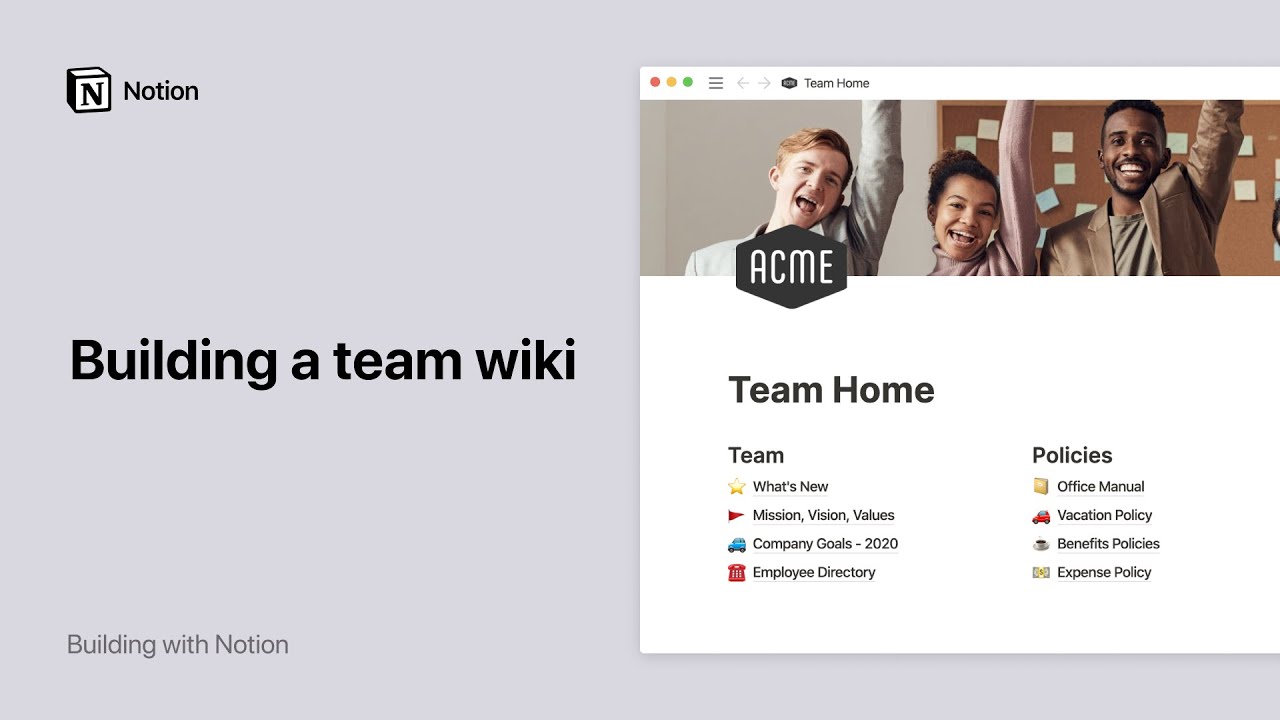 N
Notion
Building a team wiki
Building with Notion
Team Home
ACME
Team Home
Team
What's New
Mission, Vision, Values
Company Goals - 2020
Employee Directory
Policies
Office Manual
Vacation Policy
Benefits Policies
Expense Policy